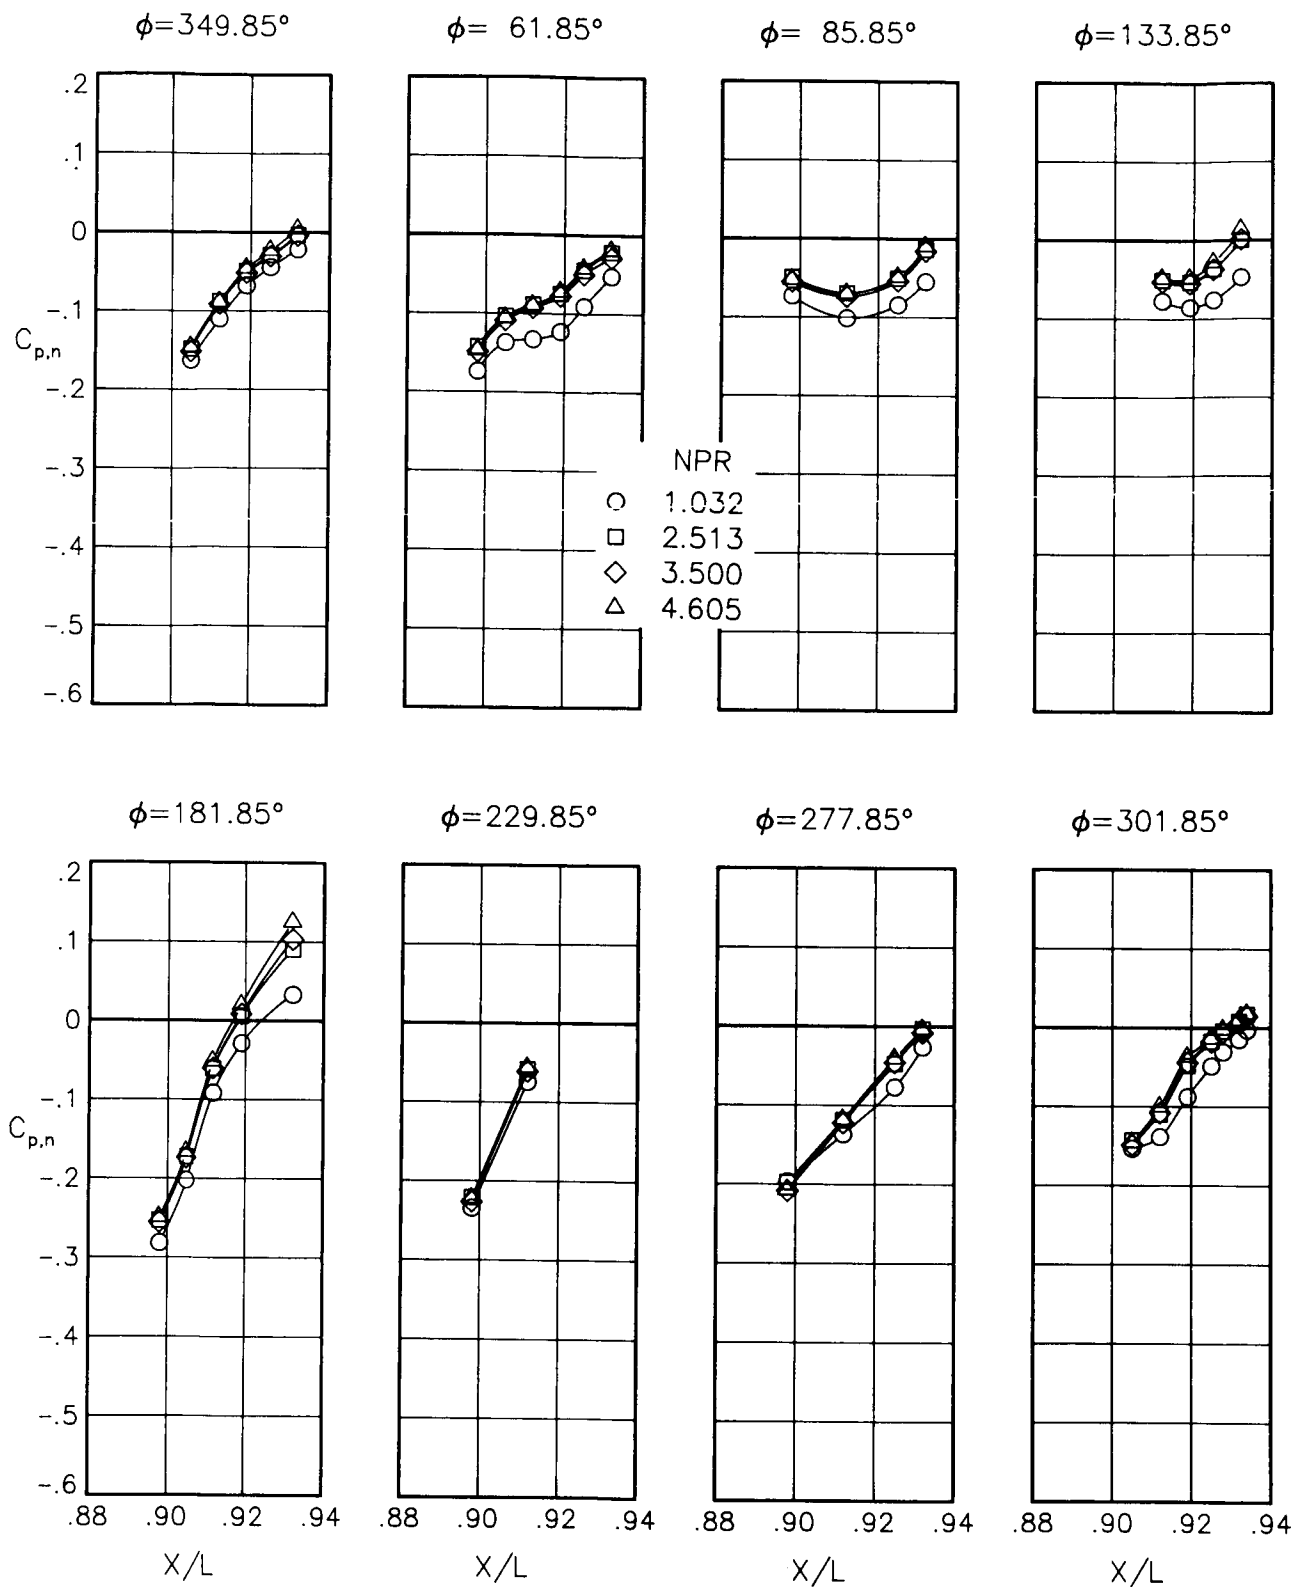 ϕ=349.85°
ϕ= 61.85°
ϕ= 85.85°
ϕ=133.85°
.2
.1
0
-.1
C_p,n
-.2
-.3
-.4
-.5
-.6
NPR
○ 1.032
□ 2.513
◇ 3.500
△ 4.605
ϕ=181.85°
ϕ=229.85°
ϕ=277.85°
ϕ=301.85°
.2
.1
0
-.1
C_p,n
-.2
-.3
-.4
-.5
-.6
.88 .90 .92 .94
.90 .92
.88 .90 .92 .94
.88 .90 .92 .94
X/L
X/L
X/L
X/L